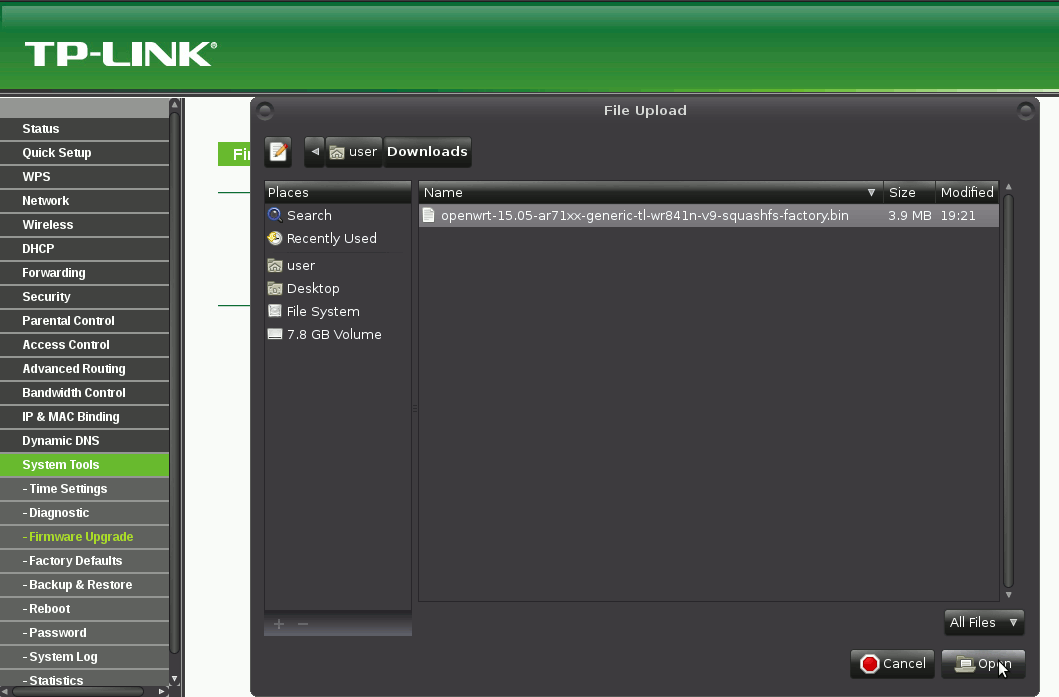 TP-LINK®
Status
Quick Setup
WPS
Network
Wireless
DHCP
Forwarding
Security
Parental Control
Access Control
Advanced Routing
Bandwidth Control
IP & MAC Binding
Dynamic DNS
System Tools
- Time Settings
- Diagnostic
- Firmware Upgrade
- Factory Defaults
- Backup & Restore
- Reboot
- Password
- System Log
- Statistics
Fi
File Upload
user Downloads
Places
Search
Recently Used
user
Desktop
File System
7.8 GB Volume
Name Size Modified
openwrt-15.05-ar71xx-generic-tl-wr841n-v9-squashfs-factory.bin 3.9 MB 19:21
All Files
Cancel Open